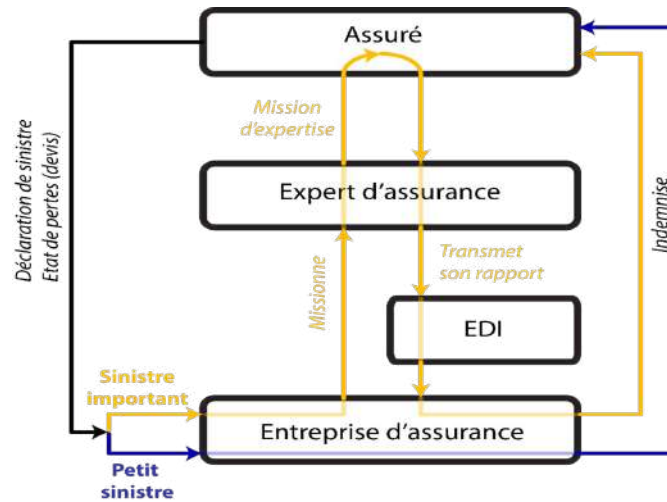 Assuré
Mission
d'expertise
Déclaration de sinistre
Etat de pertes (devis)
Indemnise
Expert d'assurance
Missionne
Transmet
son rapport
EDI
Sinistre
important
Entreprise d'assurance
Petit
sinistre